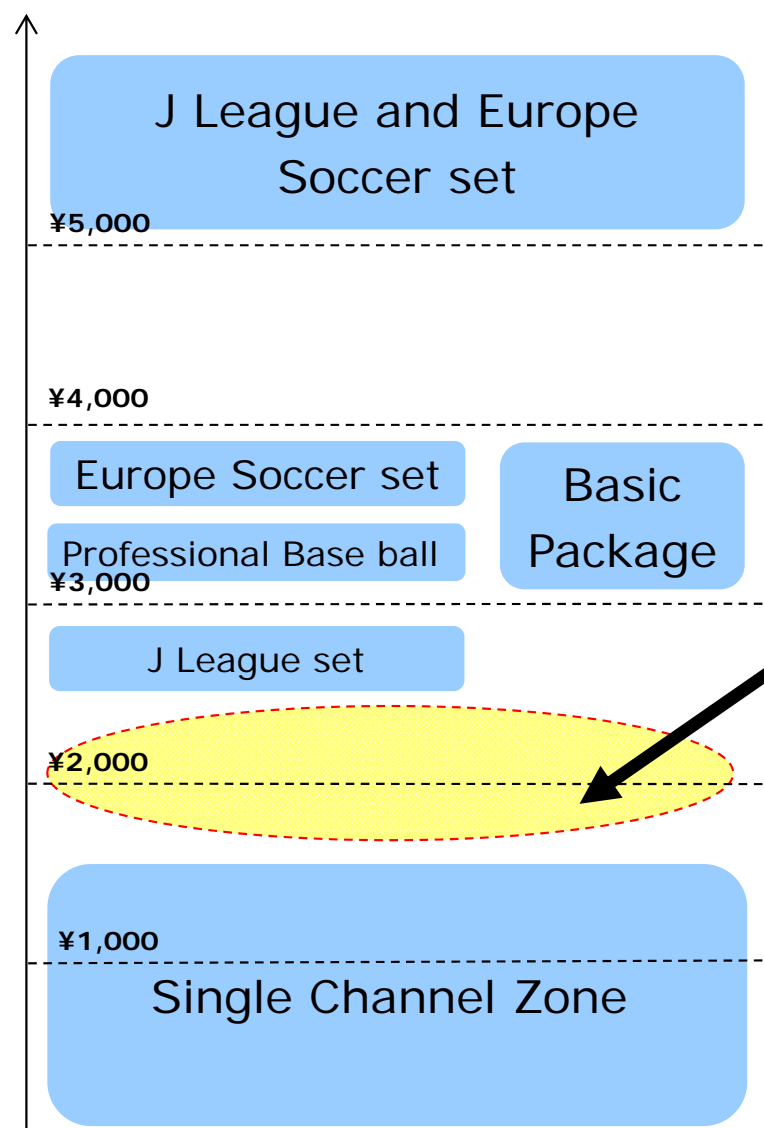 J League and Europe
Soccer set
¥5,000
¥4,000
Europe Soccer set
Basic
Package
Professional Base ball
¥3,000
J League set
¥2,000
¥1,000
Single Channel Zone